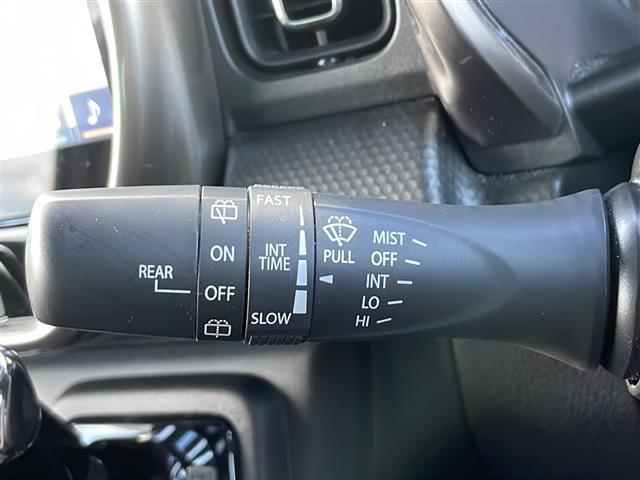 REAR
ON
OFF
FAST
INT
TIME
SLOW
PULL
MIST
OFF
INT
LO
HI